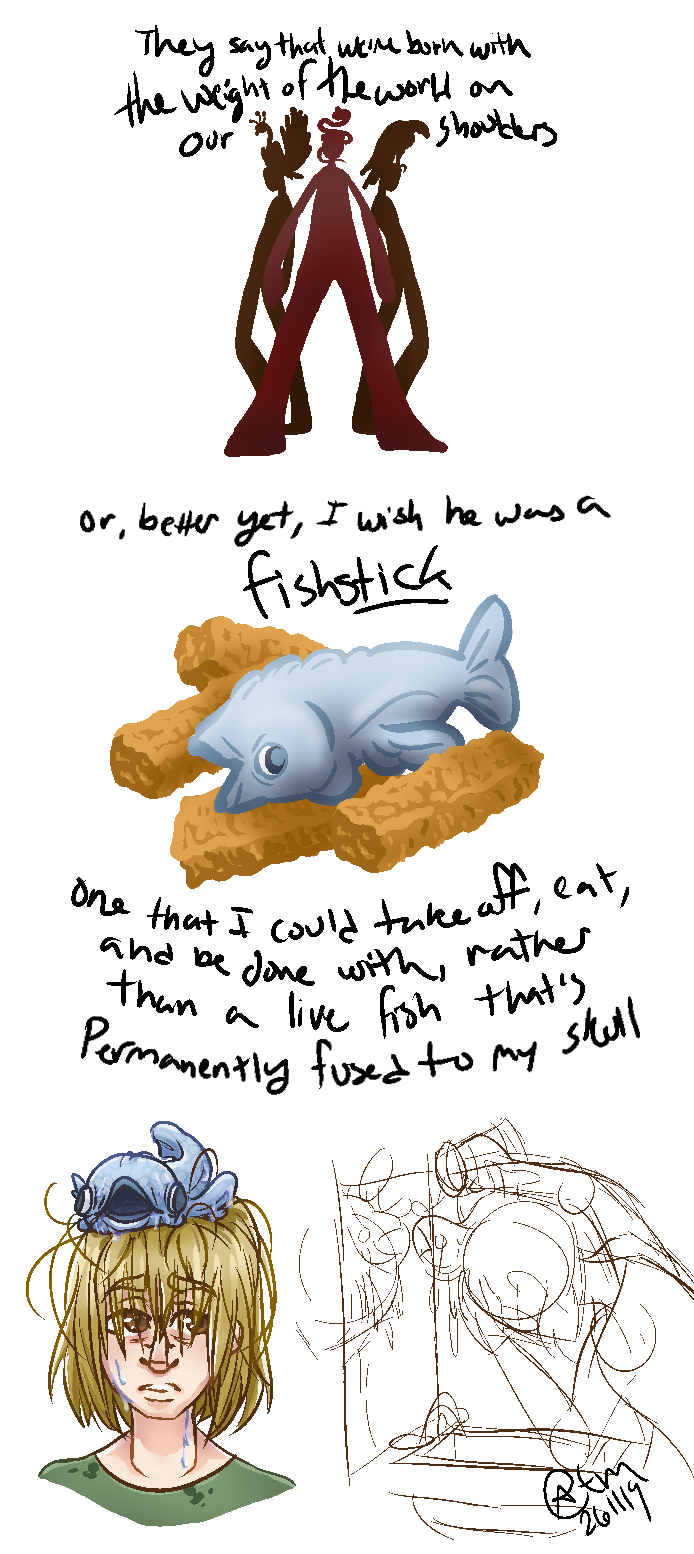 They say that we're born with
the weight of the world on
our shoulders
or, better yet, I wish he was a
fishstick
One that I could take off, eat,
and be done with, rather
than a live fish that's
Permanently fused to my skull
@tm
26/1/19